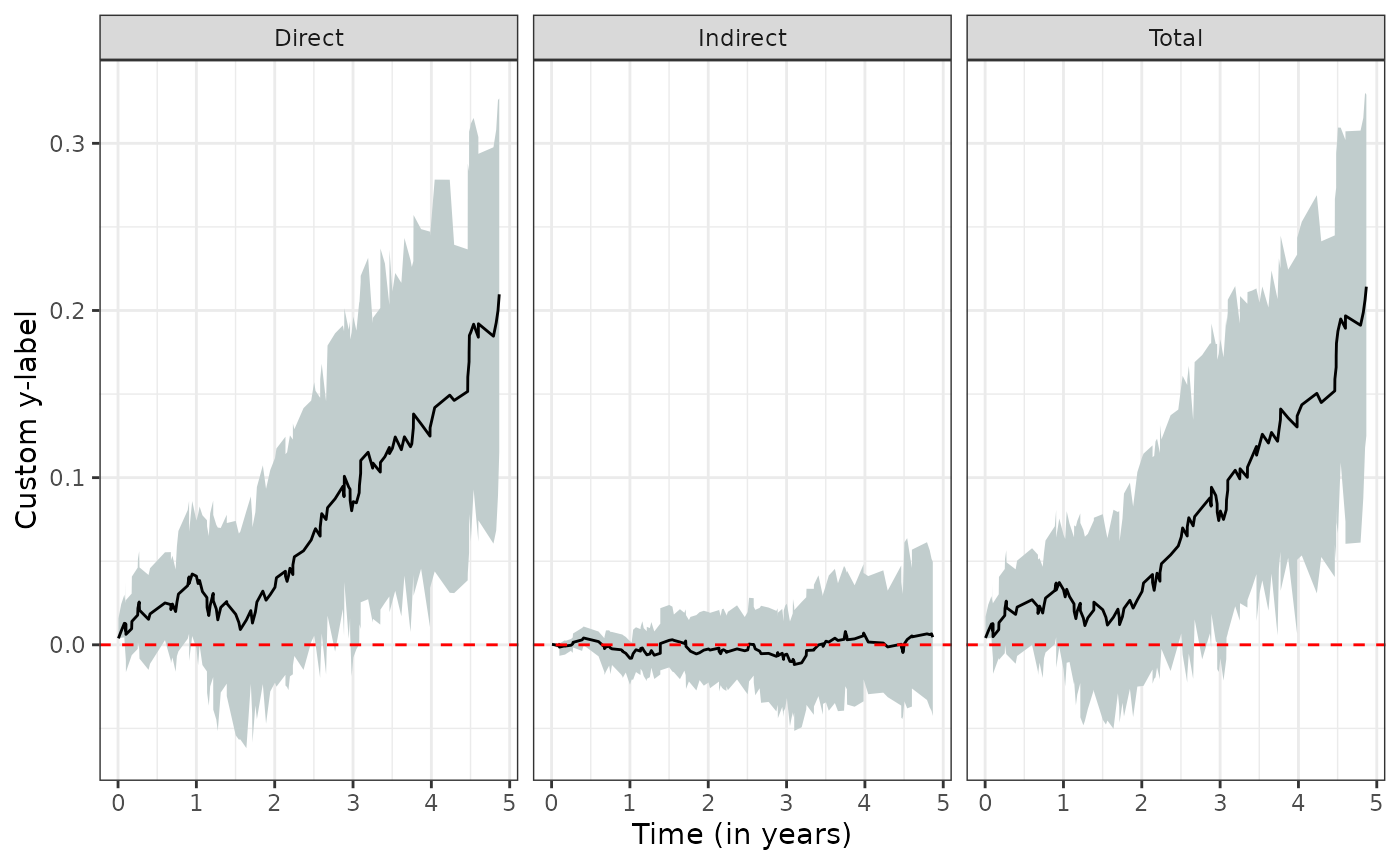 Direct Indirect Total
0.3
0.2
0.1
0.0
Custom y-label
0 1 2 3 4 5 0 1 2 3 4 5 0 1 2 3 4 5
Time (in years)